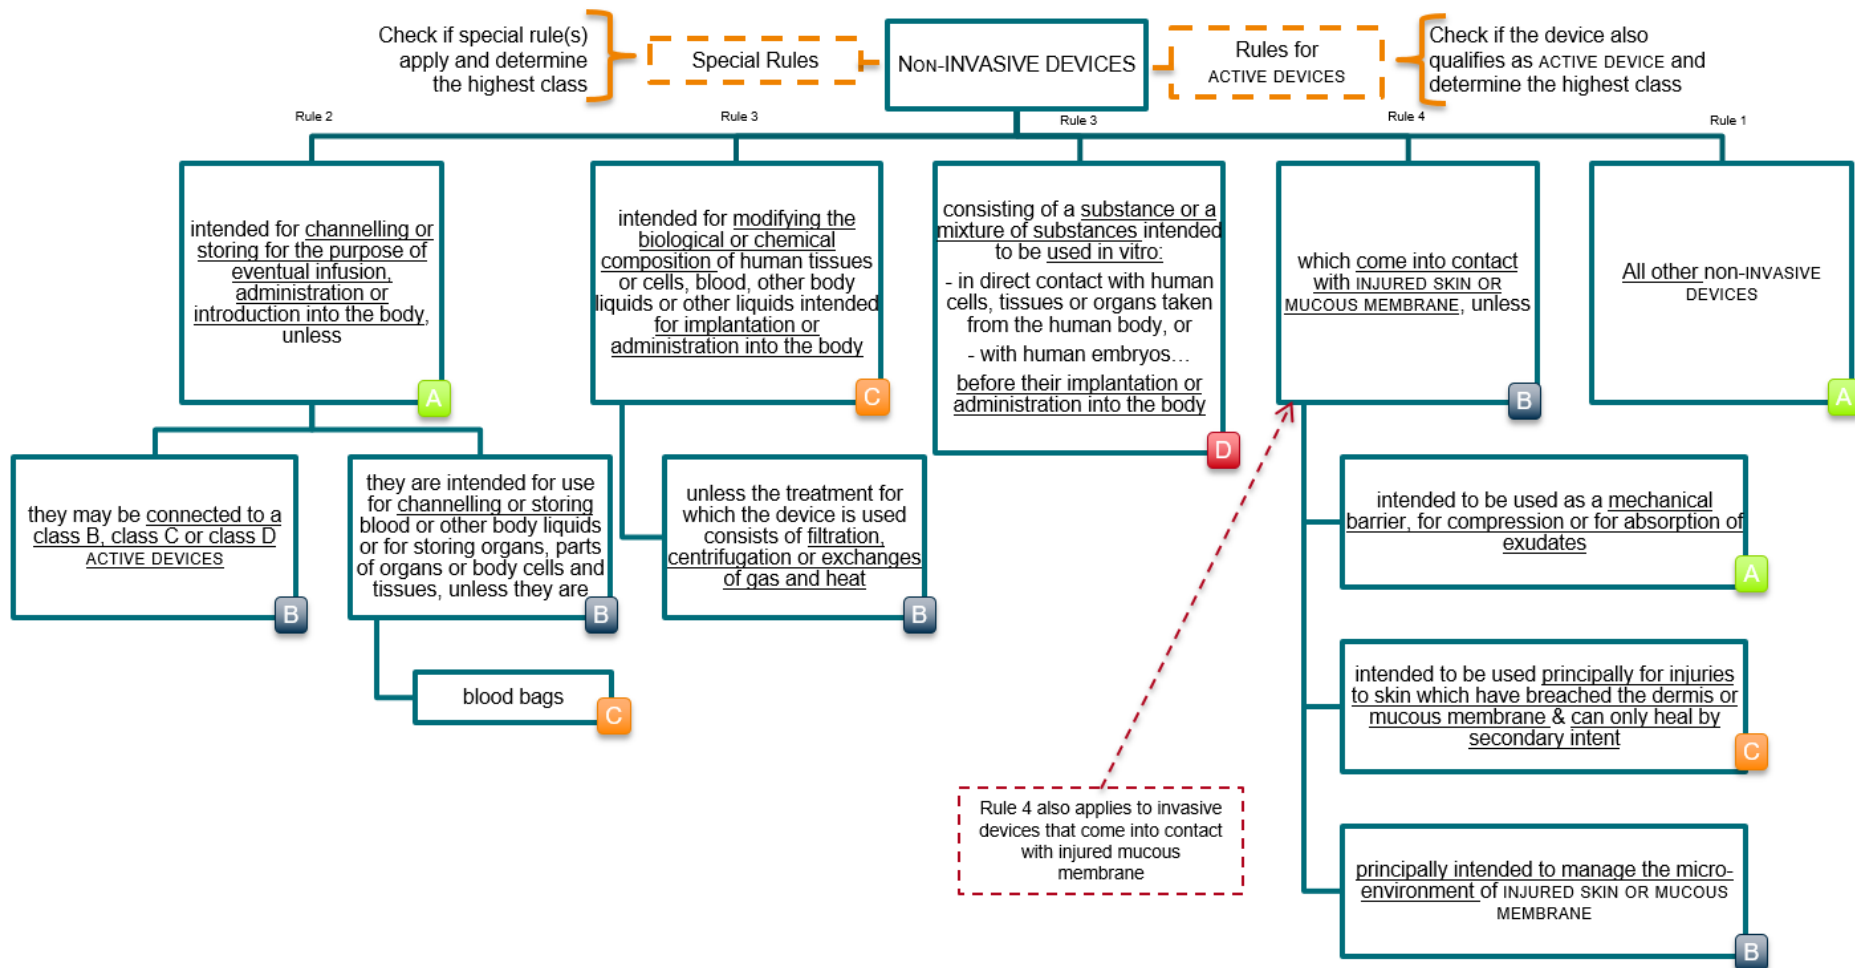 Check if special rule(s)
apply and determine
the highest class
Special Rules
NON-INVASIVE DEVICES
Rules for
ACTIVE DEVICES
Check if the device also
qualifies as ACTIVE DEVICE and
determine the highest class
Rule 2
Rule 3
Rule 3
Rule 4
Rule 1
intended for channelling or
storing for the purpose of
eventual infusion,
administration or
introduction into the body,
unless
A
intended for modifying the
biological or chemical
composition of human tissues
or cells, blood, other body
liquids or other liquids intended
for implantation or
administration into the body
C
consisting of a substance or a
mixture of substances intended
to be used in vitro:
- in direct contact with human
cells, tissues or organs taken
from the human body, or
- with human embryos…
before their implantation or
administration into the body
D
which come into contact
with INJURED SKIN OR
MUCOUS MEMBRANE, unless
B
All other non-INVASIVE
DEVICES
A
they may be connected to a
class B, class C or class D
ACTIVE DEVICES
B
they are intended for use
for channelling or storing
blood or other body liquids
or for storing organs, parts
of organs or body cells and
tissues, unless they are
B
blood bags
C
unless the treatment for
which the device is used
consists of filtration,
centrifugation or exchanges
of gas and heat
B
intended to be used as a mechanical
barrier, for compression or for absorption of
exudates
A
intended to be used principally for injuries
to skin which have breached the dermis or
mucous membrane & can only heal by
secondary intent
C
Rule 4 also applies to invasive
devices that come into contact
with injured mucous
membrane
principally intended to manage the micro-
environment of INJURED SKIN OR MUCOUS
MEMBRANE
B